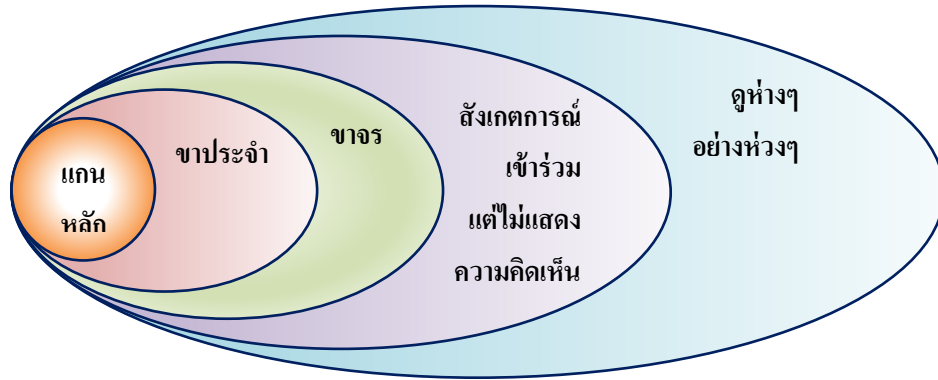 แกน
หลัก
ขาประจำ
ขาจร
สังเกตการณ์
เข้าร่วม
แต่ไม่แสดง
ความคิดเห็น
ดูห่างๆ
อย่างห่วงๆ